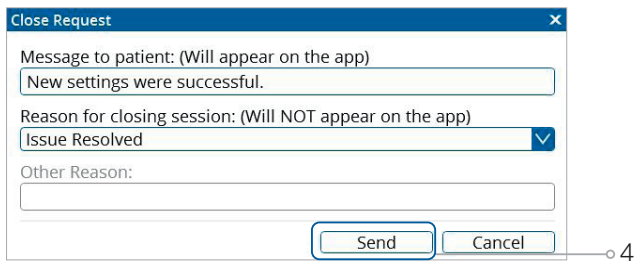 Close Request
Message to patient: (Will appear on the app)
New settings were successful.
Reason for closing session: (Will NOT appear on the app)
Issue Resolved
Other Reason:
Send Cancel
4